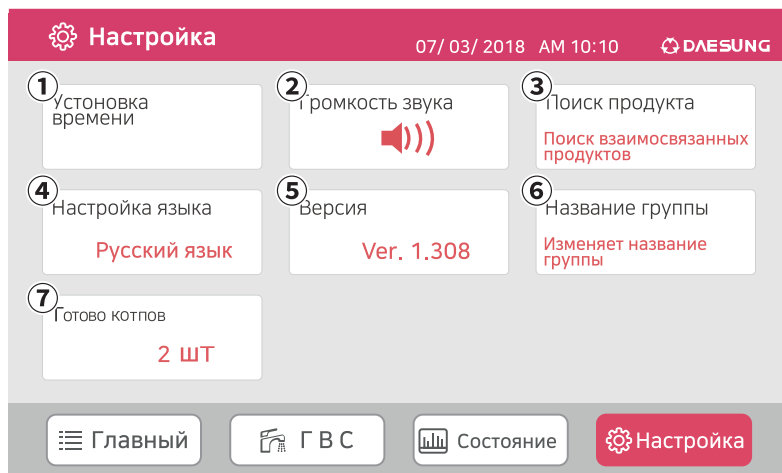 Настройка
07/ 03/ 2018 AM 10:10
DAESUNG
1
Устоновка
времени
2
Громкость звука
3
Поиск продукта
Поиск взаимосвязанных
продуктов
4
Настройка языка
Русский язык
5
Версия
Ver. 1.308
6
Название группы
Изменяет название
группы
7
Готово котпов
2 шт
Главный
Г В С
Состояние
Настройка